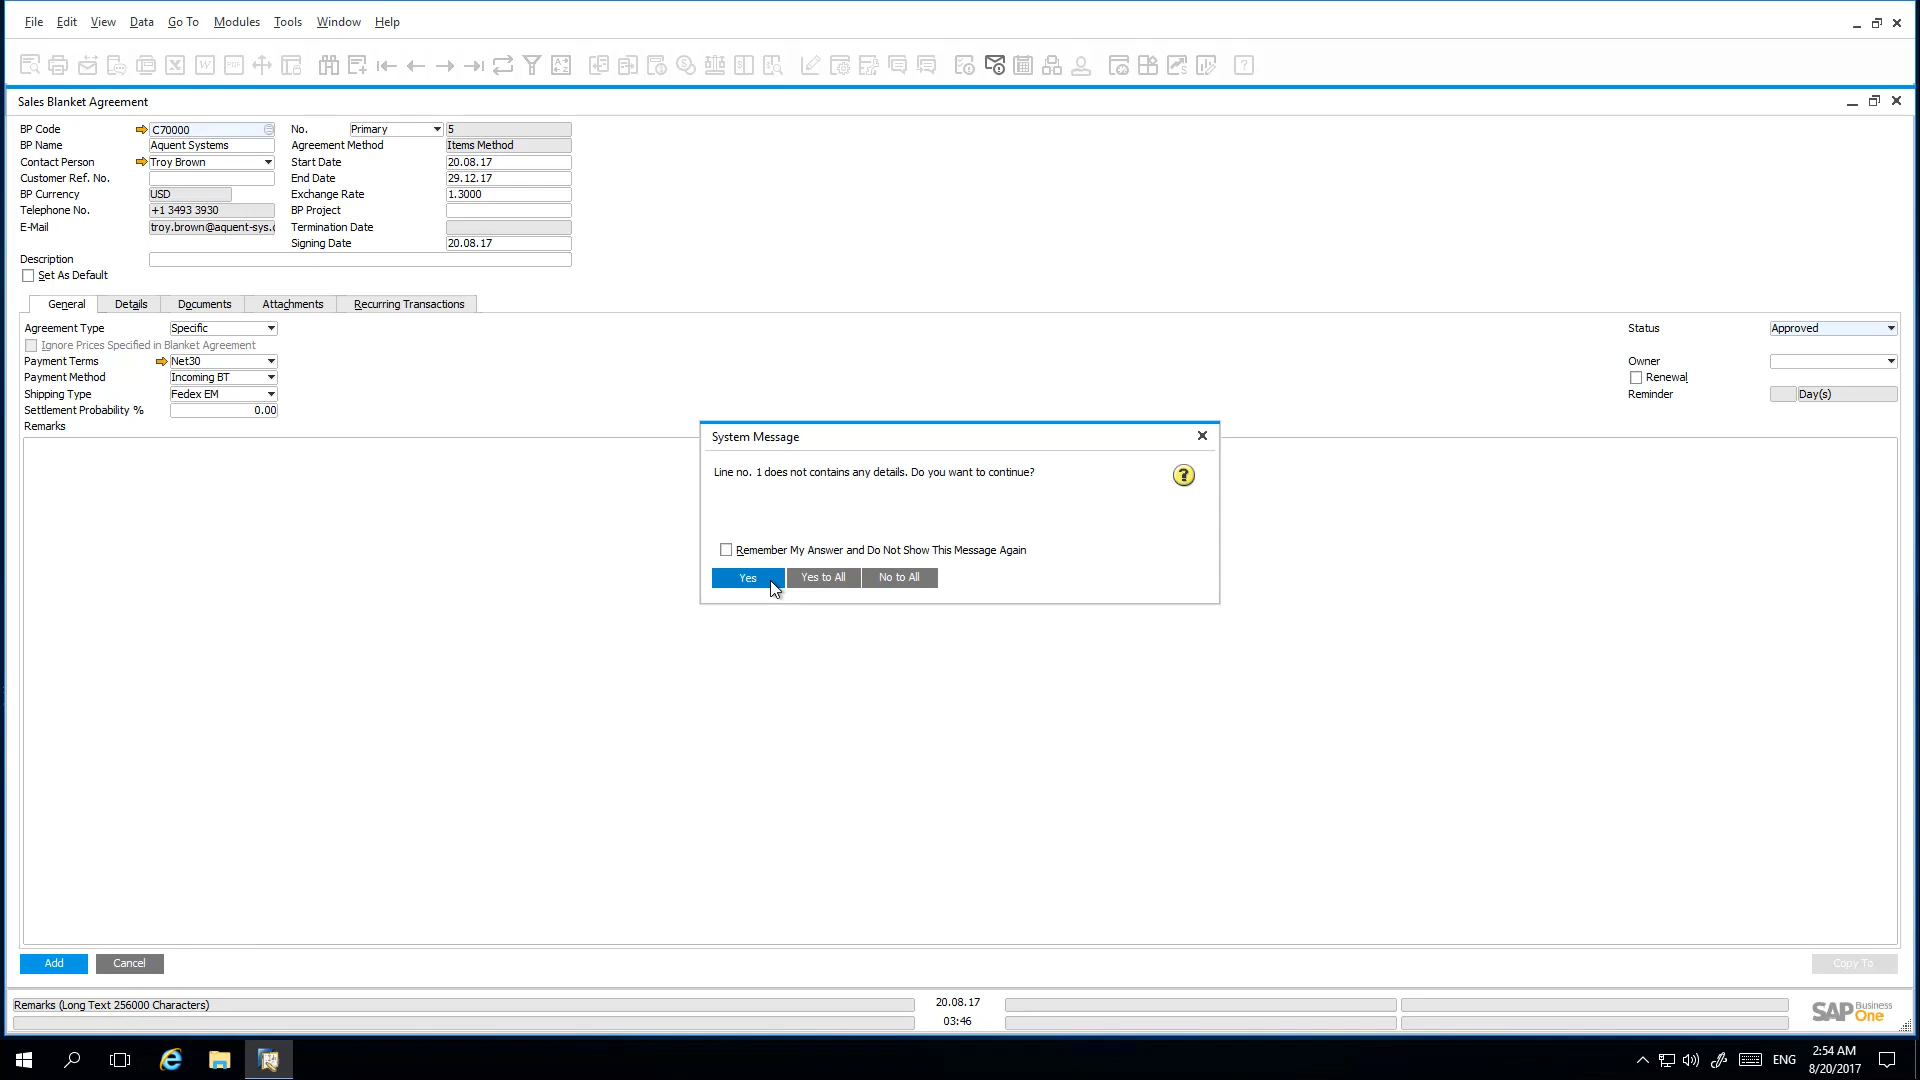 File Edit View Data Go To Modules Tools Window Help
Sales Blanket Agreement
BP Code C70000 No. Primary 5
BP Name Aquent Systems Agreement Method Items Method
Contact Person Troy Brown Start Date 20.08.17
Customer Ref. No. End Date 29.12.17
BP Currency USD Exchange Rate 1.3000
Telephone No. +1 3493 3930 BP Project
E-Mail troy.brown@aquent-sys.c Termination Date
Signing Date 20.08.17
Description
Set As Default
General Details Documents Attachments Recurring Transactions
Agreement Type Specific Status Approved
Ignore Prices Specified in Blanket Agreement
Payment Terms Net30 Owner
Payment Method Incoming BT Renewal
Shipping Type Fedex EM Reminder Day(s)
Settlement Probability % 0.00
Remarks
System Message
Line no. 1 does not contains any details. Do you want to continue?
Remember My Answer and Do Not Show This Message Again
Yes Yes to All No to All
Add Cancel Copy To
Remarks (Long Text 256000 Characters) 20.08.17
03:46
SAP Business One
ENG 2:54 AM
8/20/2017